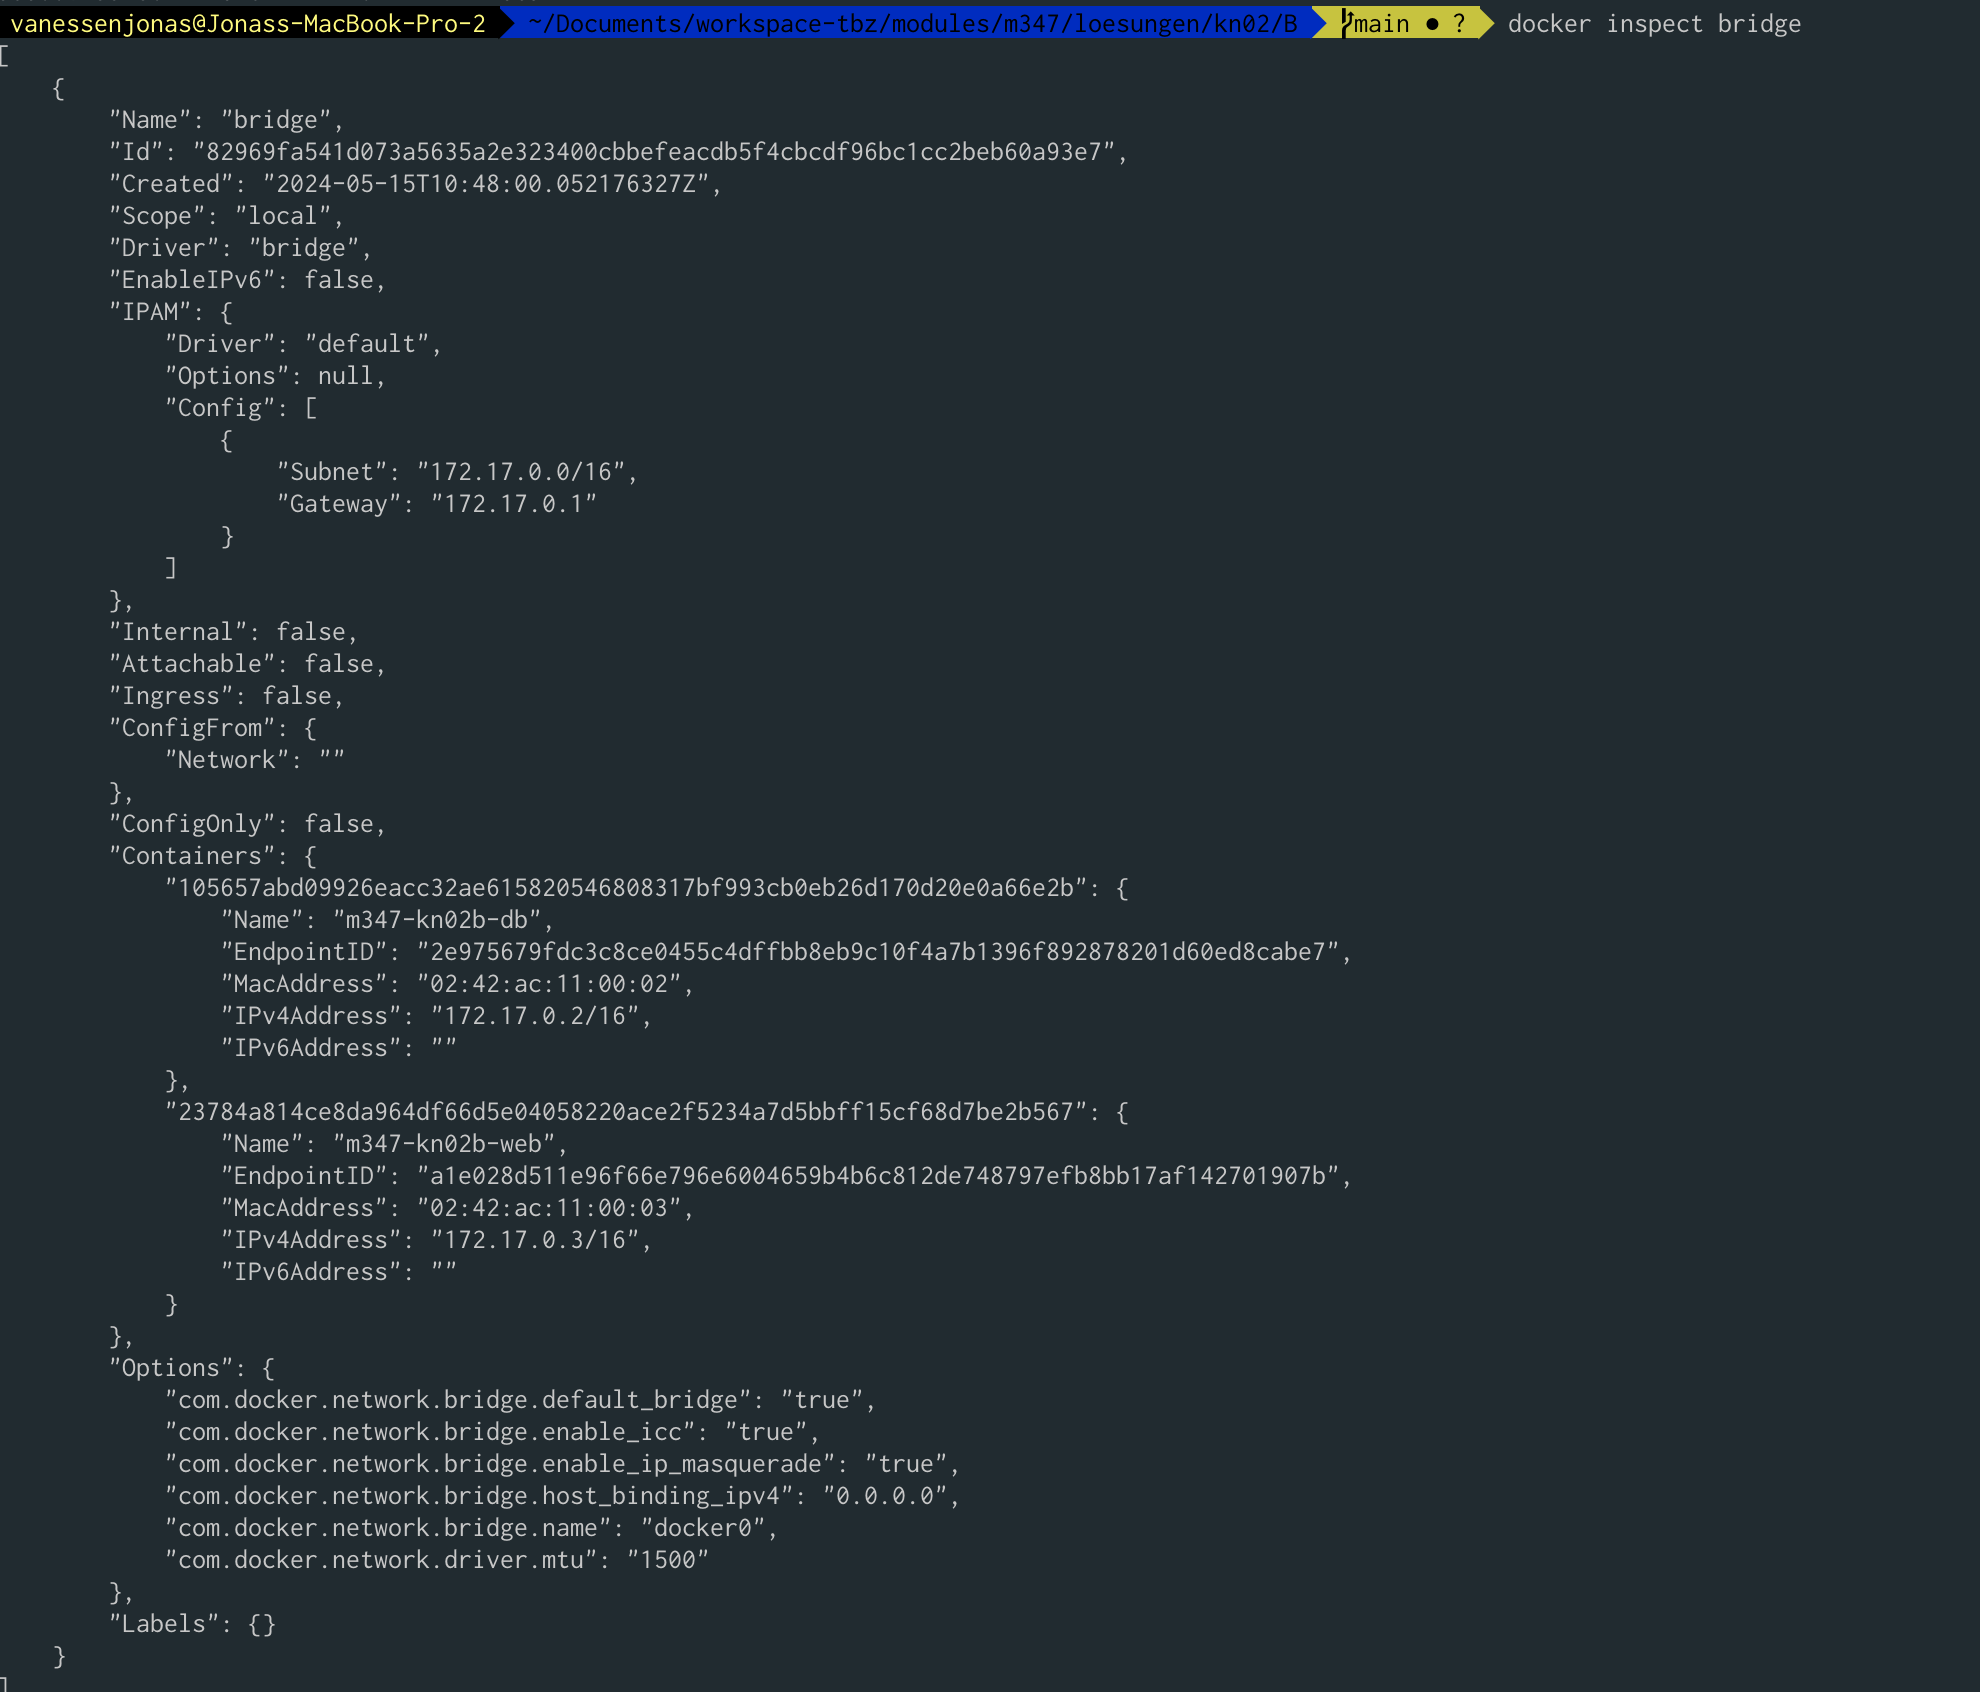 vanessenjonas@Jonass-MacBook-Pro-2 ~/Documents/workspace-tbz/modules/m347/loesungen/kn02/B main ● ? docker inspect bridge
[
    {
        "Name": "bridge",
        "Id": "82969fa541d073a5635a2e323400cbbefeacdb5f4cbcdf96bc1cc2beb60a93e7",
        "Created": "2024-05-15T10:48:00.052176327Z",
        "Scope": "local",
        "Driver": "bridge",
        "EnableIPv6": false,
        "IPAM": {
            "Driver": "default",
            "Options": null,
            "Config": [
                {
                    "Subnet": "172.17.0.0/16",
                    "Gateway": "172.17.0.1"
                }
            ]
        },
        "Internal": false,
        "Attachable": false,
        "Ingress": false,
        "ConfigFrom": {
            "Network": ""
        },
        "ConfigOnly": false,
        "Containers": {
            "105657abd09926eacc32ae615820546808317bf993cb0eb26d170d20e0a66e2b": {
                "Name": "m347-kn02b-db",
                "EndpointID": "2e975679fdc3c8ce0455c4dffbb8eb9c10f4a7b1396f892878201d60ed8cabe7",
                "MacAddress": "02:42:ac:11:00:02",
                "IPv4Address": "172.17.0.2/16",
                "IPv6Address": ""
            },
            "23784a814ce8da964df66d5e04058220ace2f5234a7d5bbff15cf68d7be2b567": {
                "Name": "m347-kn02b-web",
                "EndpointID": "a1e028d511e96f66e796e6004659b4b6c812de748797efb8bb17af142701907b",
                "MacAddress": "02:42:ac:11:00:03",
                "IPv4Address": "172.17.0.3/16",
                "IPv6Address": ""
            }
        },
        "Options": {
            "com.docker.network.bridge.default_bridge": "true",
            "com.docker.network.bridge.enable_icc": "true",
            "com.docker.network.bridge.enable_ip_masquerade": "true",
            "com.docker.network.bridge.host_binding_ipv4": "0.0.0.0",
            "com.docker.network.bridge.name": "docker0",
            "com.docker.network.driver.mtu": "1500"
        },
        "Labels": {}
    }
]